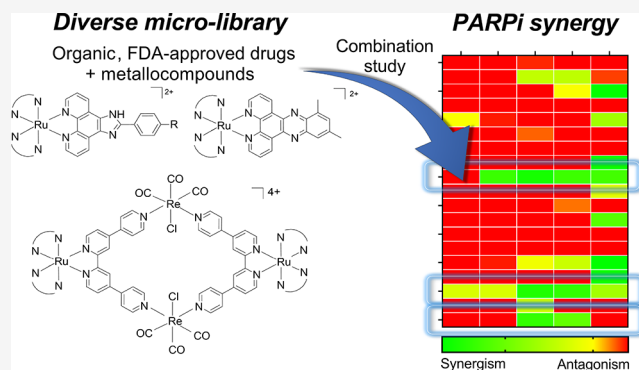 Diverse micro-library
PARPi synergy
Organic, FDA-approved drugs
+ metallocompounds
Combination
study
N
N
Ru
N
N
N
N
NH
N
R
2+
N
N
Ru
N
N
N
N
N
N
2+
4+
CO
CO
OC
Re
Cl
N
N
N
N
Ru
N
N
N
N
N
N
Ru
N
N
N
N
N
N
Cl
Re
OC
CO
CO
Synergism
Antagonism